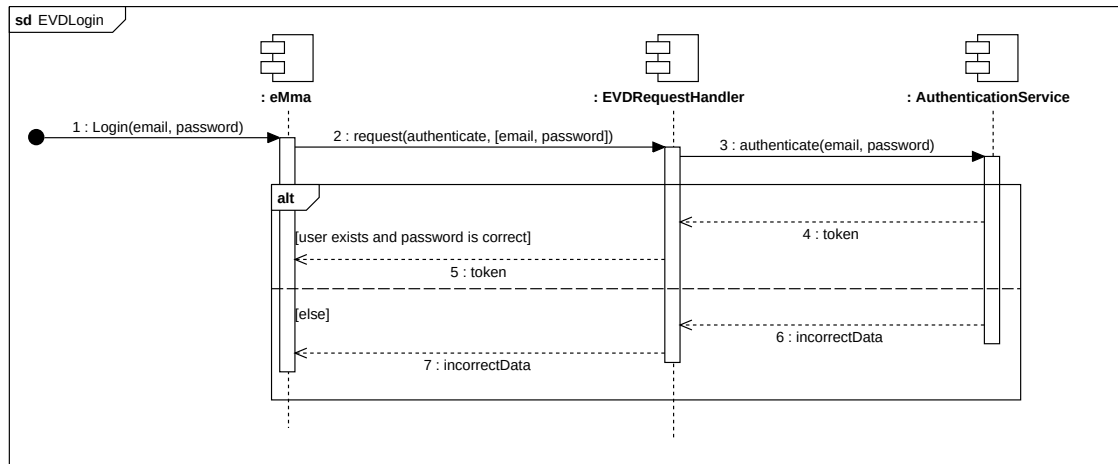 sd EVDLogin
: eMma
: EVDRequestHandler
: AuthenticationService
1 : Login(email, password)
2 : request(authenticate, [email, password])
3 : authenticate(email, password)
alt
4 : token
[user exists and password is correct]
5 : token
[else]
6 : incorrectData
7 : incorrectData